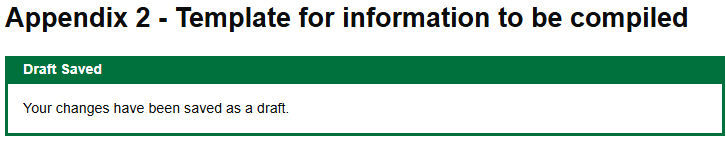 Appendix 2 - Template for information to be compiled
Draft Saved
Your changes have been saved as a draft.